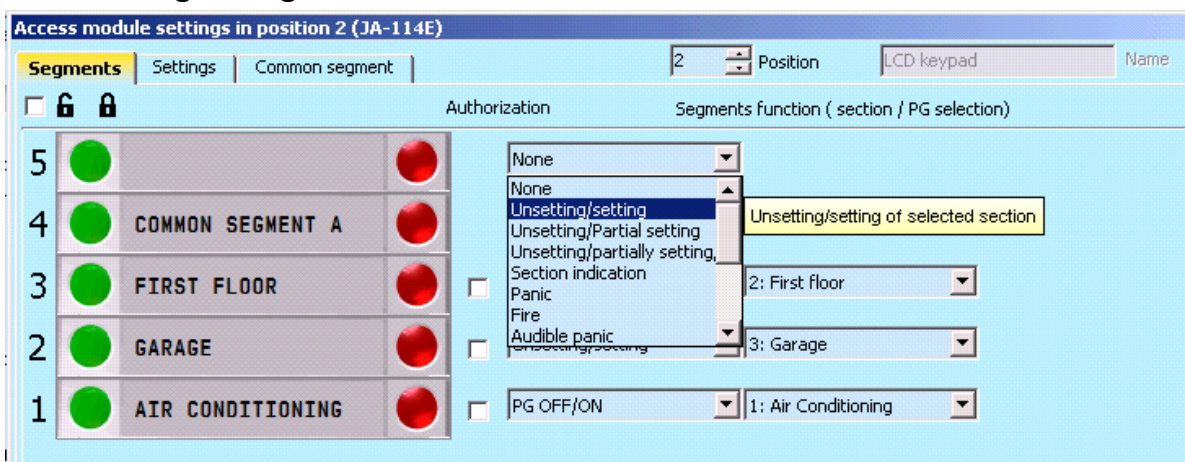 Access module settings in position 2 (JA-114E)
Segments Settings Common segment 2 Position LCD keypad Name
Authorization Segments function ( section / PG selection)
5 None
None
Unsetting/setting Unsetting/setting of selected section
4 COMMON SEGMENT A Unsetting/Partial setting
Unsetting/partially setting,
Section indication
3 FIRST FLOOR Panic 2: First floor
Fire
Audible panic
2 GARAGE Unsetting/setting 3: Garage
1 AIR CONDITIONING PG OFF/ON 1: Air Conditioning